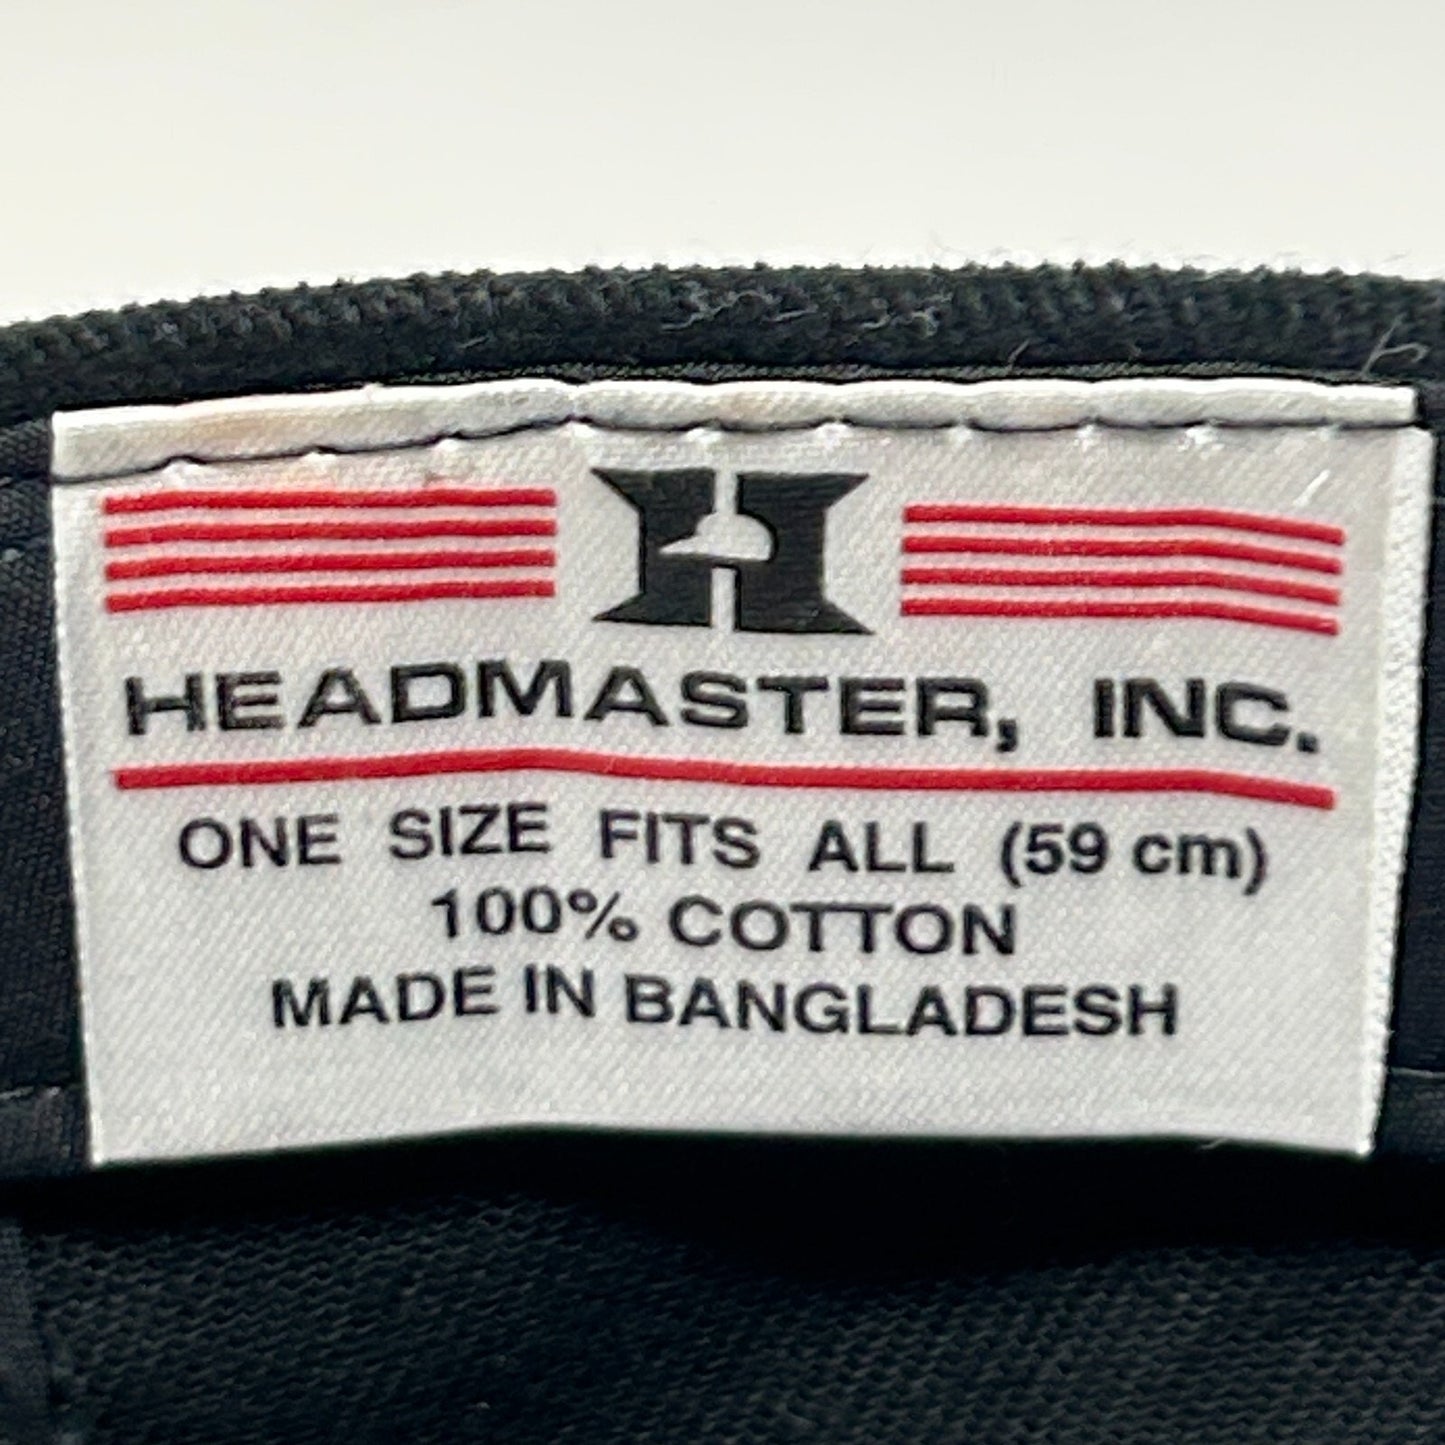 H
HEADMASTER, INC.
ONE SIZE FITS ALL (59 cm)
100% COTTON
MADE IN BANGLADESH